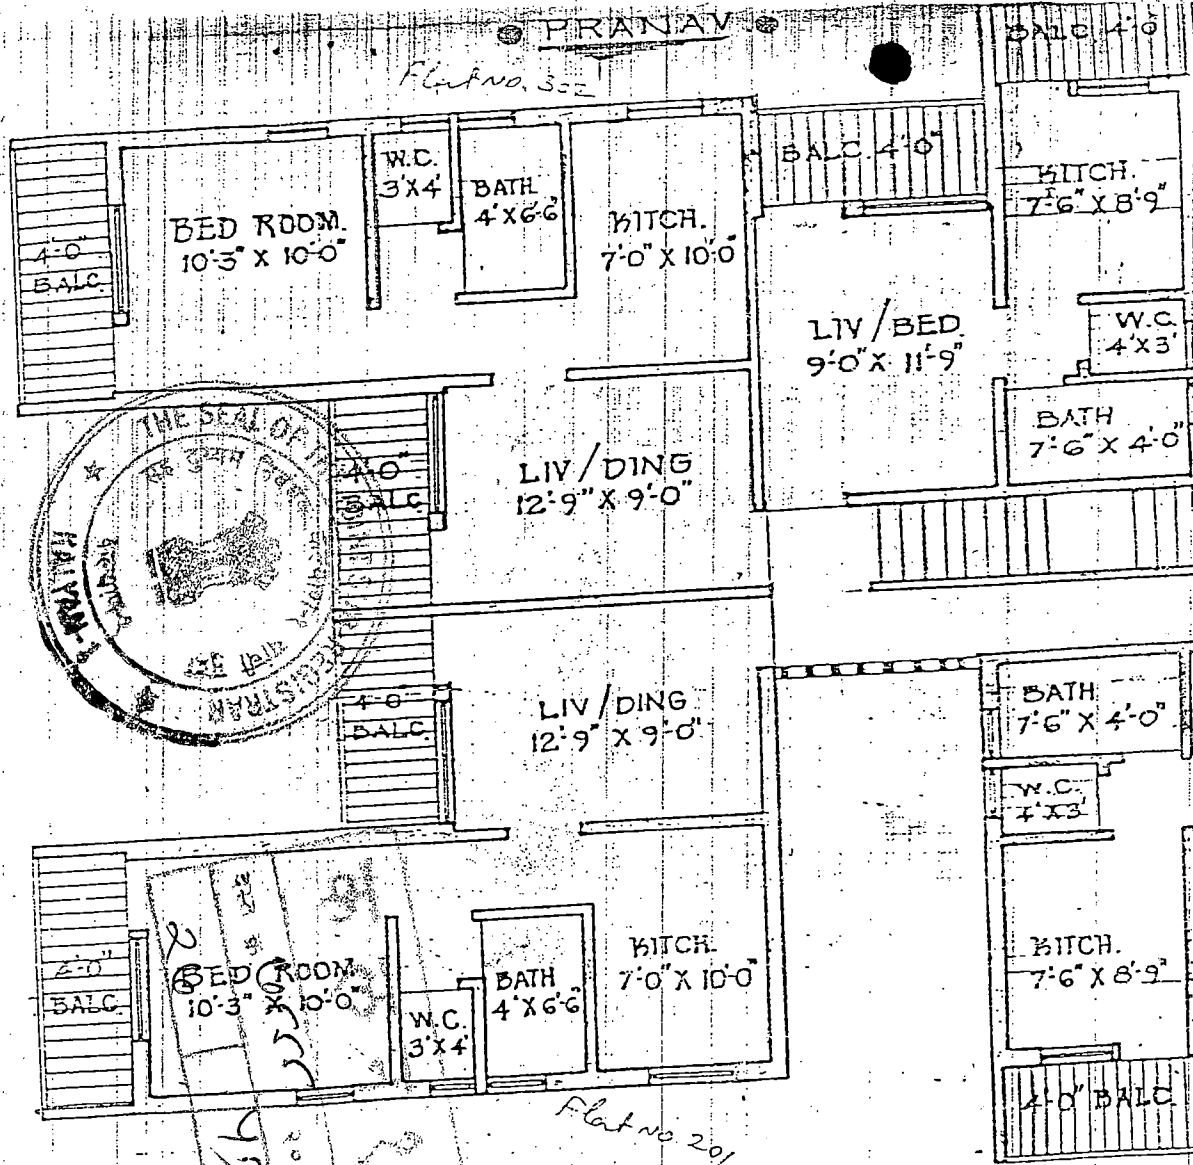 PRANAV
Flat No. 302
BALC 4'-0"
W.C.
3'X4'
BATH
4'X6'-6"
BALC. 4'-0"
KITCH.
7'-6" X 8'-9"
BED ROOM.
10'-3" X 10'-0"
KITCH.
7'-0" X 10'-0"
4'-0"
BALC.
LIV/BED.
9'-0" X 11'-9"
W.C.
4'X3'
BATH
7'-6" X 4'-0"
THE SEAL OF
REGISTRAR
KALYAN-1
4'-0"
BALC
LIV/DING
12'-9" X 9'-0"
4'-0"
BALC
LIV/DING
12'-9" X 9'-0"
BATH
7'-6" X 4'-0"
W.C.
4'X3'
4'-0"
BALC
BED ROOM
10'-3" X 10'-0"
W.C.
3'X4'
BATH
4'X6'-6"
KITCH.
7'-0" X 10'-0"
KITCH.
7'-6" X 8'-9"
4'-0" BALC
Flat No 201